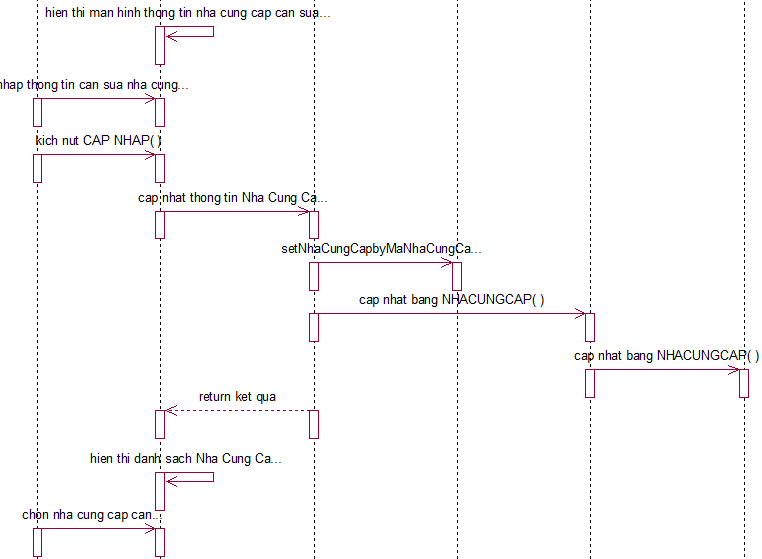 hien thi man hinh thong tin nha cung cap can sua...
nhap thong tin can sua nha cung...
kich nut CAP NHAP( )
cap nhat thong tin Nha Cung Ca...
setNhaCungCapbyMaNhaCungCa...
cap nhat bang NHACUNGCAP( )
cap nhat bang NHACUNGCAP( )
return ket qua
hien thi danh sach Nha Cung Ca...
chon nha cung cap can...